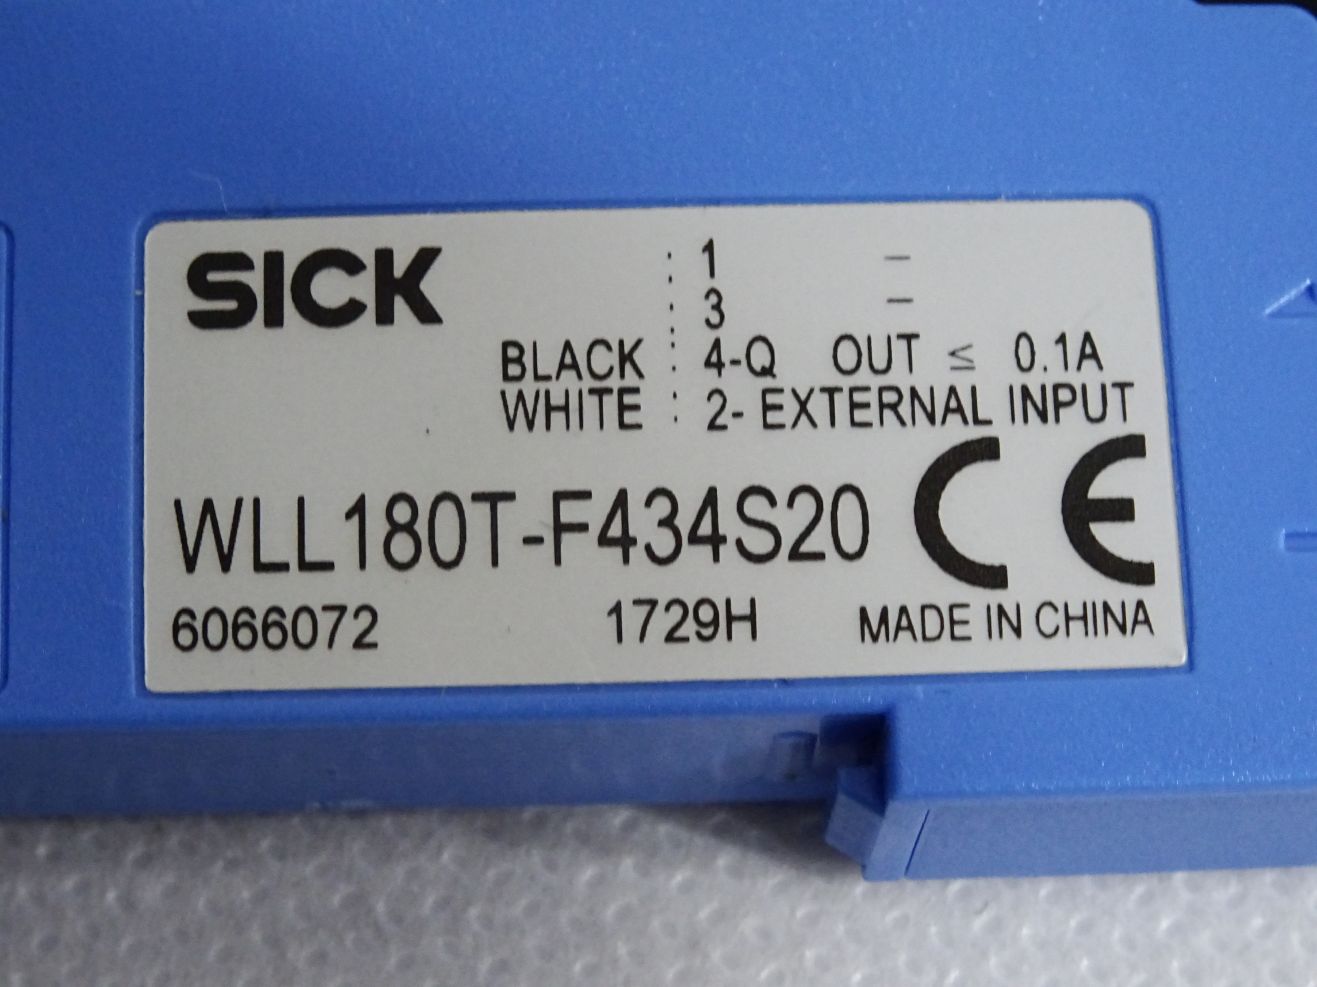 SICK
: 1 –
: 3 –
BLACK : 4-Q OUT ≤ 0.1A
WHITE : 2- EXTERNAL INPUT
WLL180T-F434S20 CE
6066072 1729H MADE IN CHINA